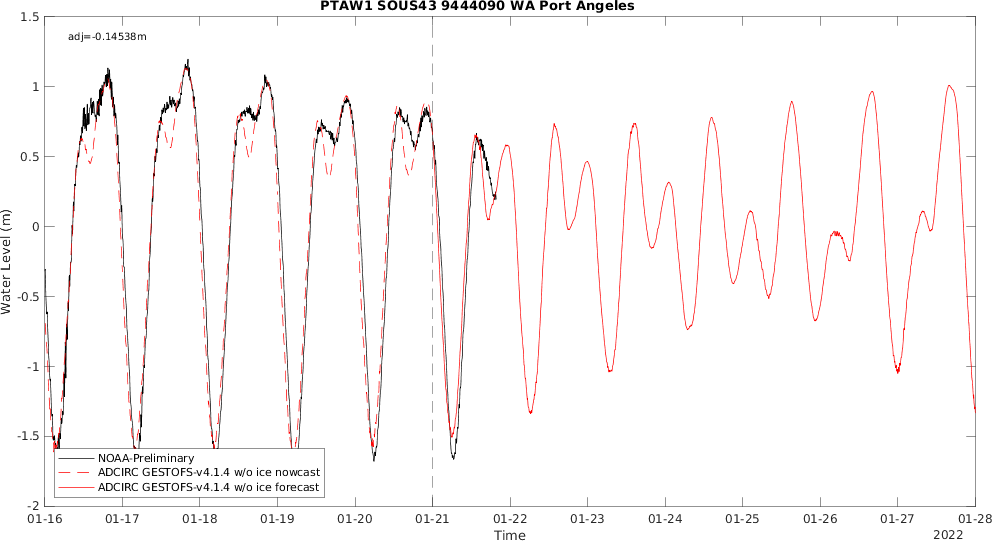 PTAW1 SOUS43 9444090 WA Port Angeles
adj=-0.14538m
1.5
1
0.5
0
-0.5
-1
-1.5
-2
Water Level (m)
NOAA-Preliminary
ADCIRC GESTOFS-v4.1.4 w/o ice nowcast
ADCIRC GESTOFS-v4.1.4 w/o ice forecast
01-16 01-17 01-18 01-19 01-20 01-21 01-22 01-23 01-24 01-25 01-26 01-27 01-28
Time
2022